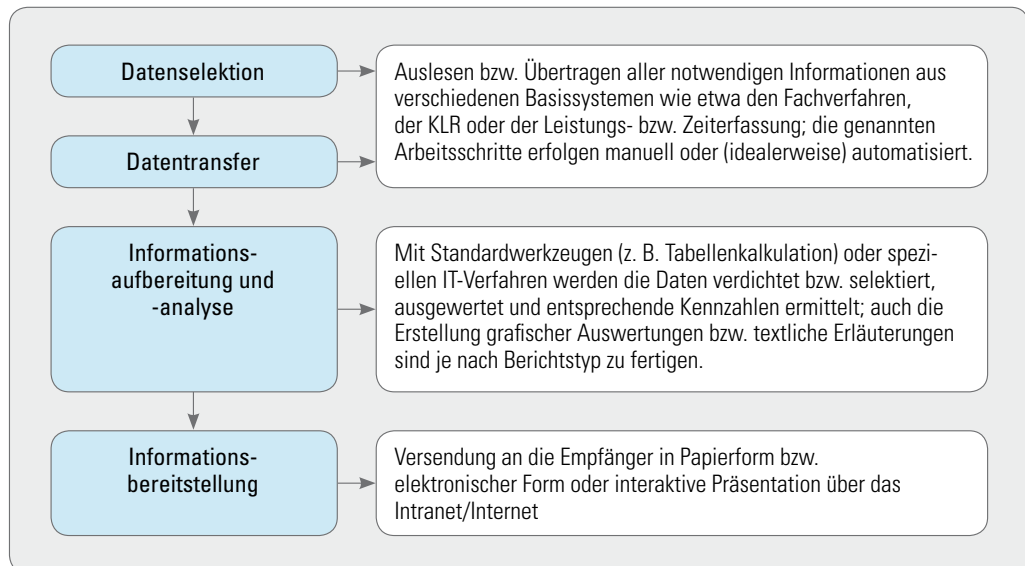 Datenselektion
Auslesen bzw. Übertragen aller notwendigen Informationen aus
verschiedenen Basissystemen wie etwa den Fachverfahren,
der KLR oder der Leistungs- bzw. Zeiterfassung; die genannten
Arbeitsschritte erfolgen manuell oder (idealerweise) automatisiert.
Datentransfer
Informations-
aufbereitung und
-analyse
Mit Standardwerkzeugen (z. B. Tabellenkalkulation) oder spezi-
ellen IT-Verfahren werden die Daten verdichtet bzw. selektiert,
ausgewertet und entsprechende Kennzahlen ermittelt; auch die
Erstellung grafischer Auswertungen bzw. textliche Erläuterungen
sind je nach Berichtstyp zu fertigen.
Informations-
bereitstellung
Versendung an die Empfänger in Papierform bzw.
elektronischer Form oder interaktive Präsentation über das
Intranet/Internet